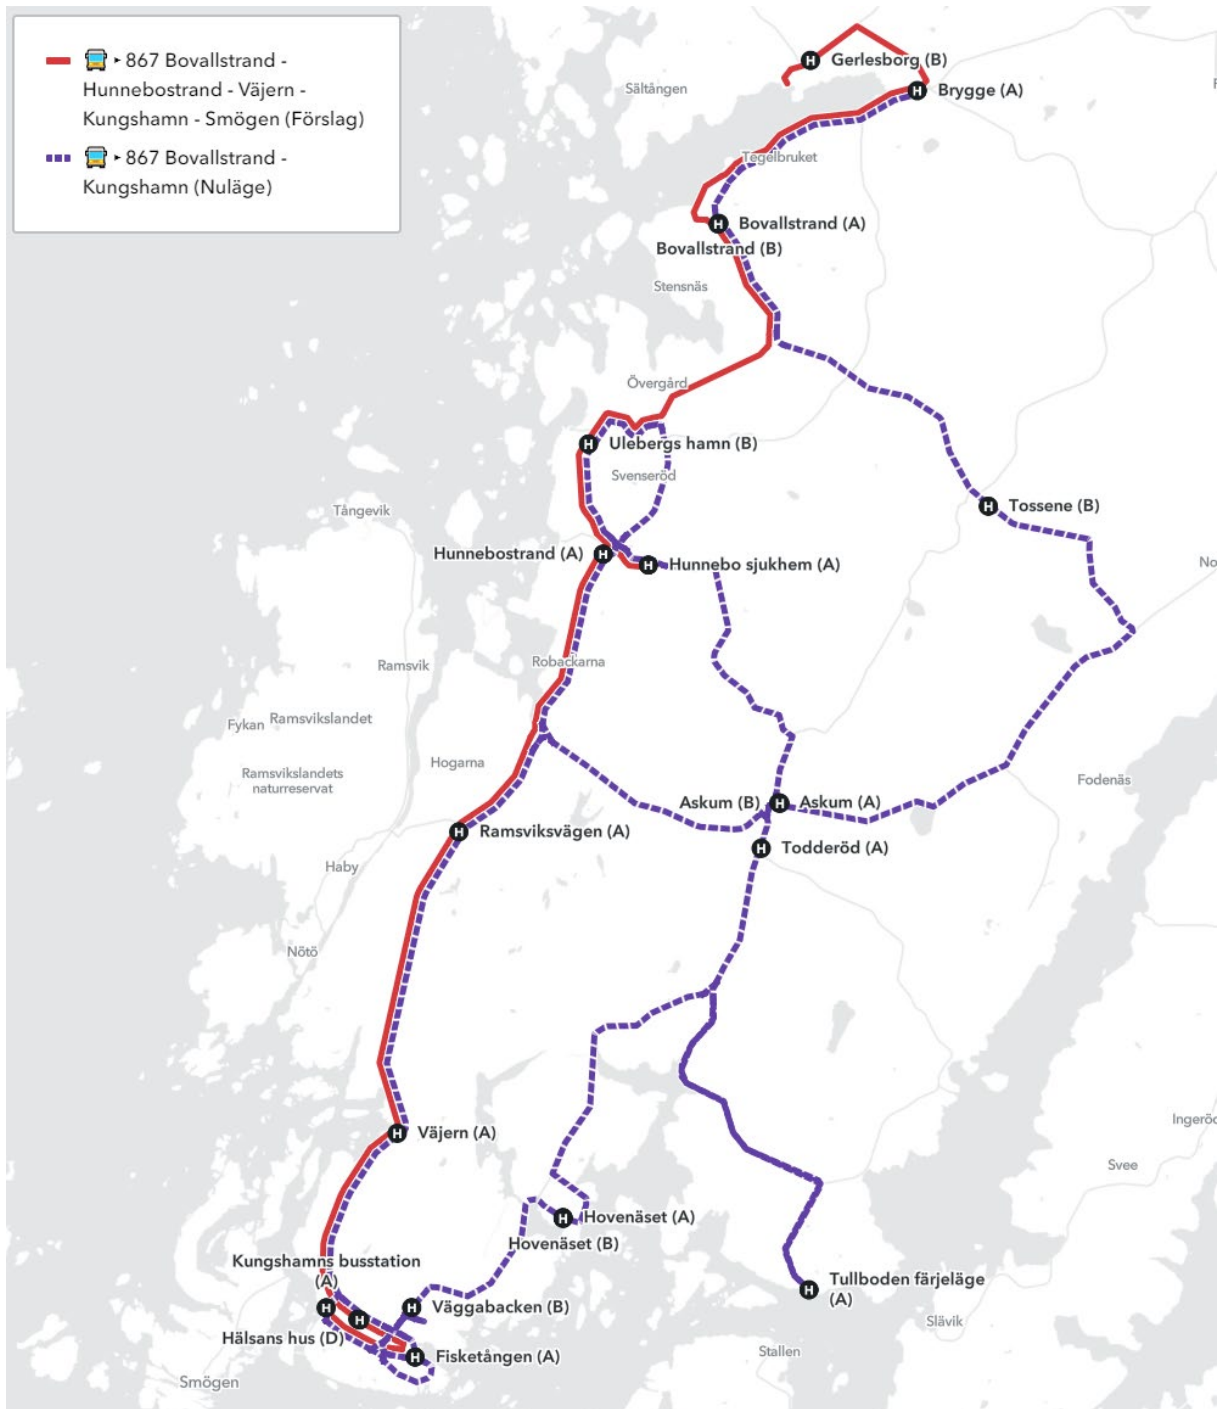 867 Bovallstrand -
Hunnebostrand - Väjern -
Kungshamn - Smögen (Förslag)
867 Bovallstrand -
Kungshamn (Nuläge)
H Gerlesborg (B)
Sältången
H Brygge (A)
Tegelbruket
H Bovallstrand (A)
Bovallstrand (B)
Stensnäs
Övergård
H Ulebergs hamn (B)
Svenseröd
Tångevik
H Tossene (B)
Hunnebostrand (A) H
H Hunnebo sjukhem (A)
No
Robackarna
Ramsvik
Fykan
Ramsvikslandet
Hogarna
Ramsvikslandets
naturreservat
Fodenäs
Askum (B) H Askum (A)
H Ramsviksvägen (A)
H Todderöd (A)
Haby
Nötö
Ingeröd
H Väjern (A)
Svee
H Hovenäset (A)
Hovenäset (B)
Kungshamns busstation
(A)
H Tullboden färjeläge
(A)
H
H Väggabacken (B)
H
Slävik
Hälsans hus (D)
Stallen
H Fisketången (A)
Smögen